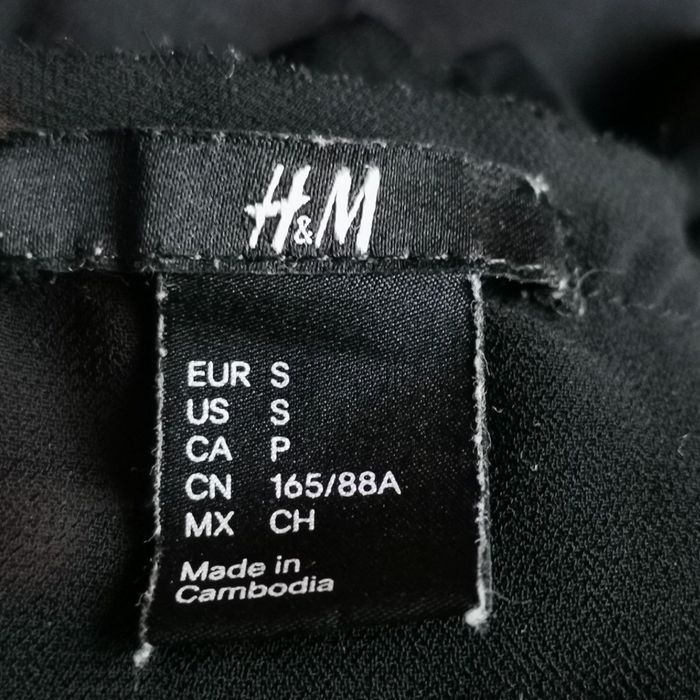 H&M
EUR S
US S
CA P
CN 165/88A
MX CH
Made in
Cambodia